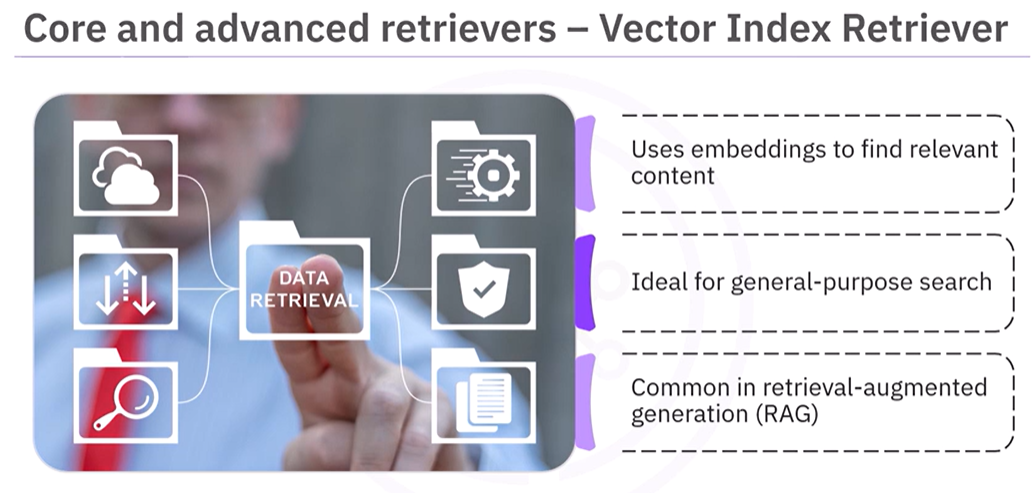 Core and advanced retrievers – Vector Index Retriever
DATA
RETRIEVAL
Uses embeddings to find relevant
content
Ideal for general-purpose search
Common in retrieval-augmented
generation (RAG)